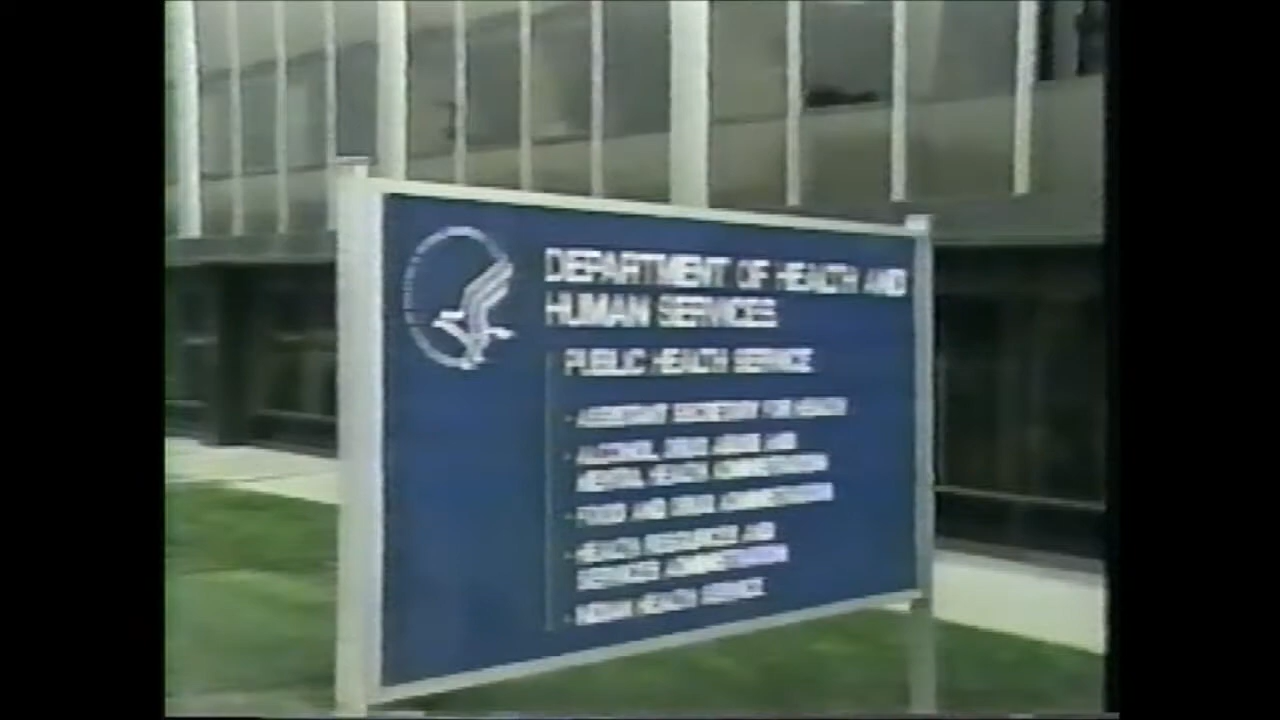 DEPARTMENT OF HEALTH AND
HUMAN SERVICES
PUBLIC HEALTH SERVICE
· ASSISTANT SECRETARY FOR HEALTH
· ALCOHOL, DRUG ABUSE AND
MENTAL HEALTH ADMINISTRATION
· FOOD AND DRUG ADMINISTRATION
· HEALTH RESOURCES AND
SERVICES ADMINISTRATION
· INDIAN HEALTH SERVICE